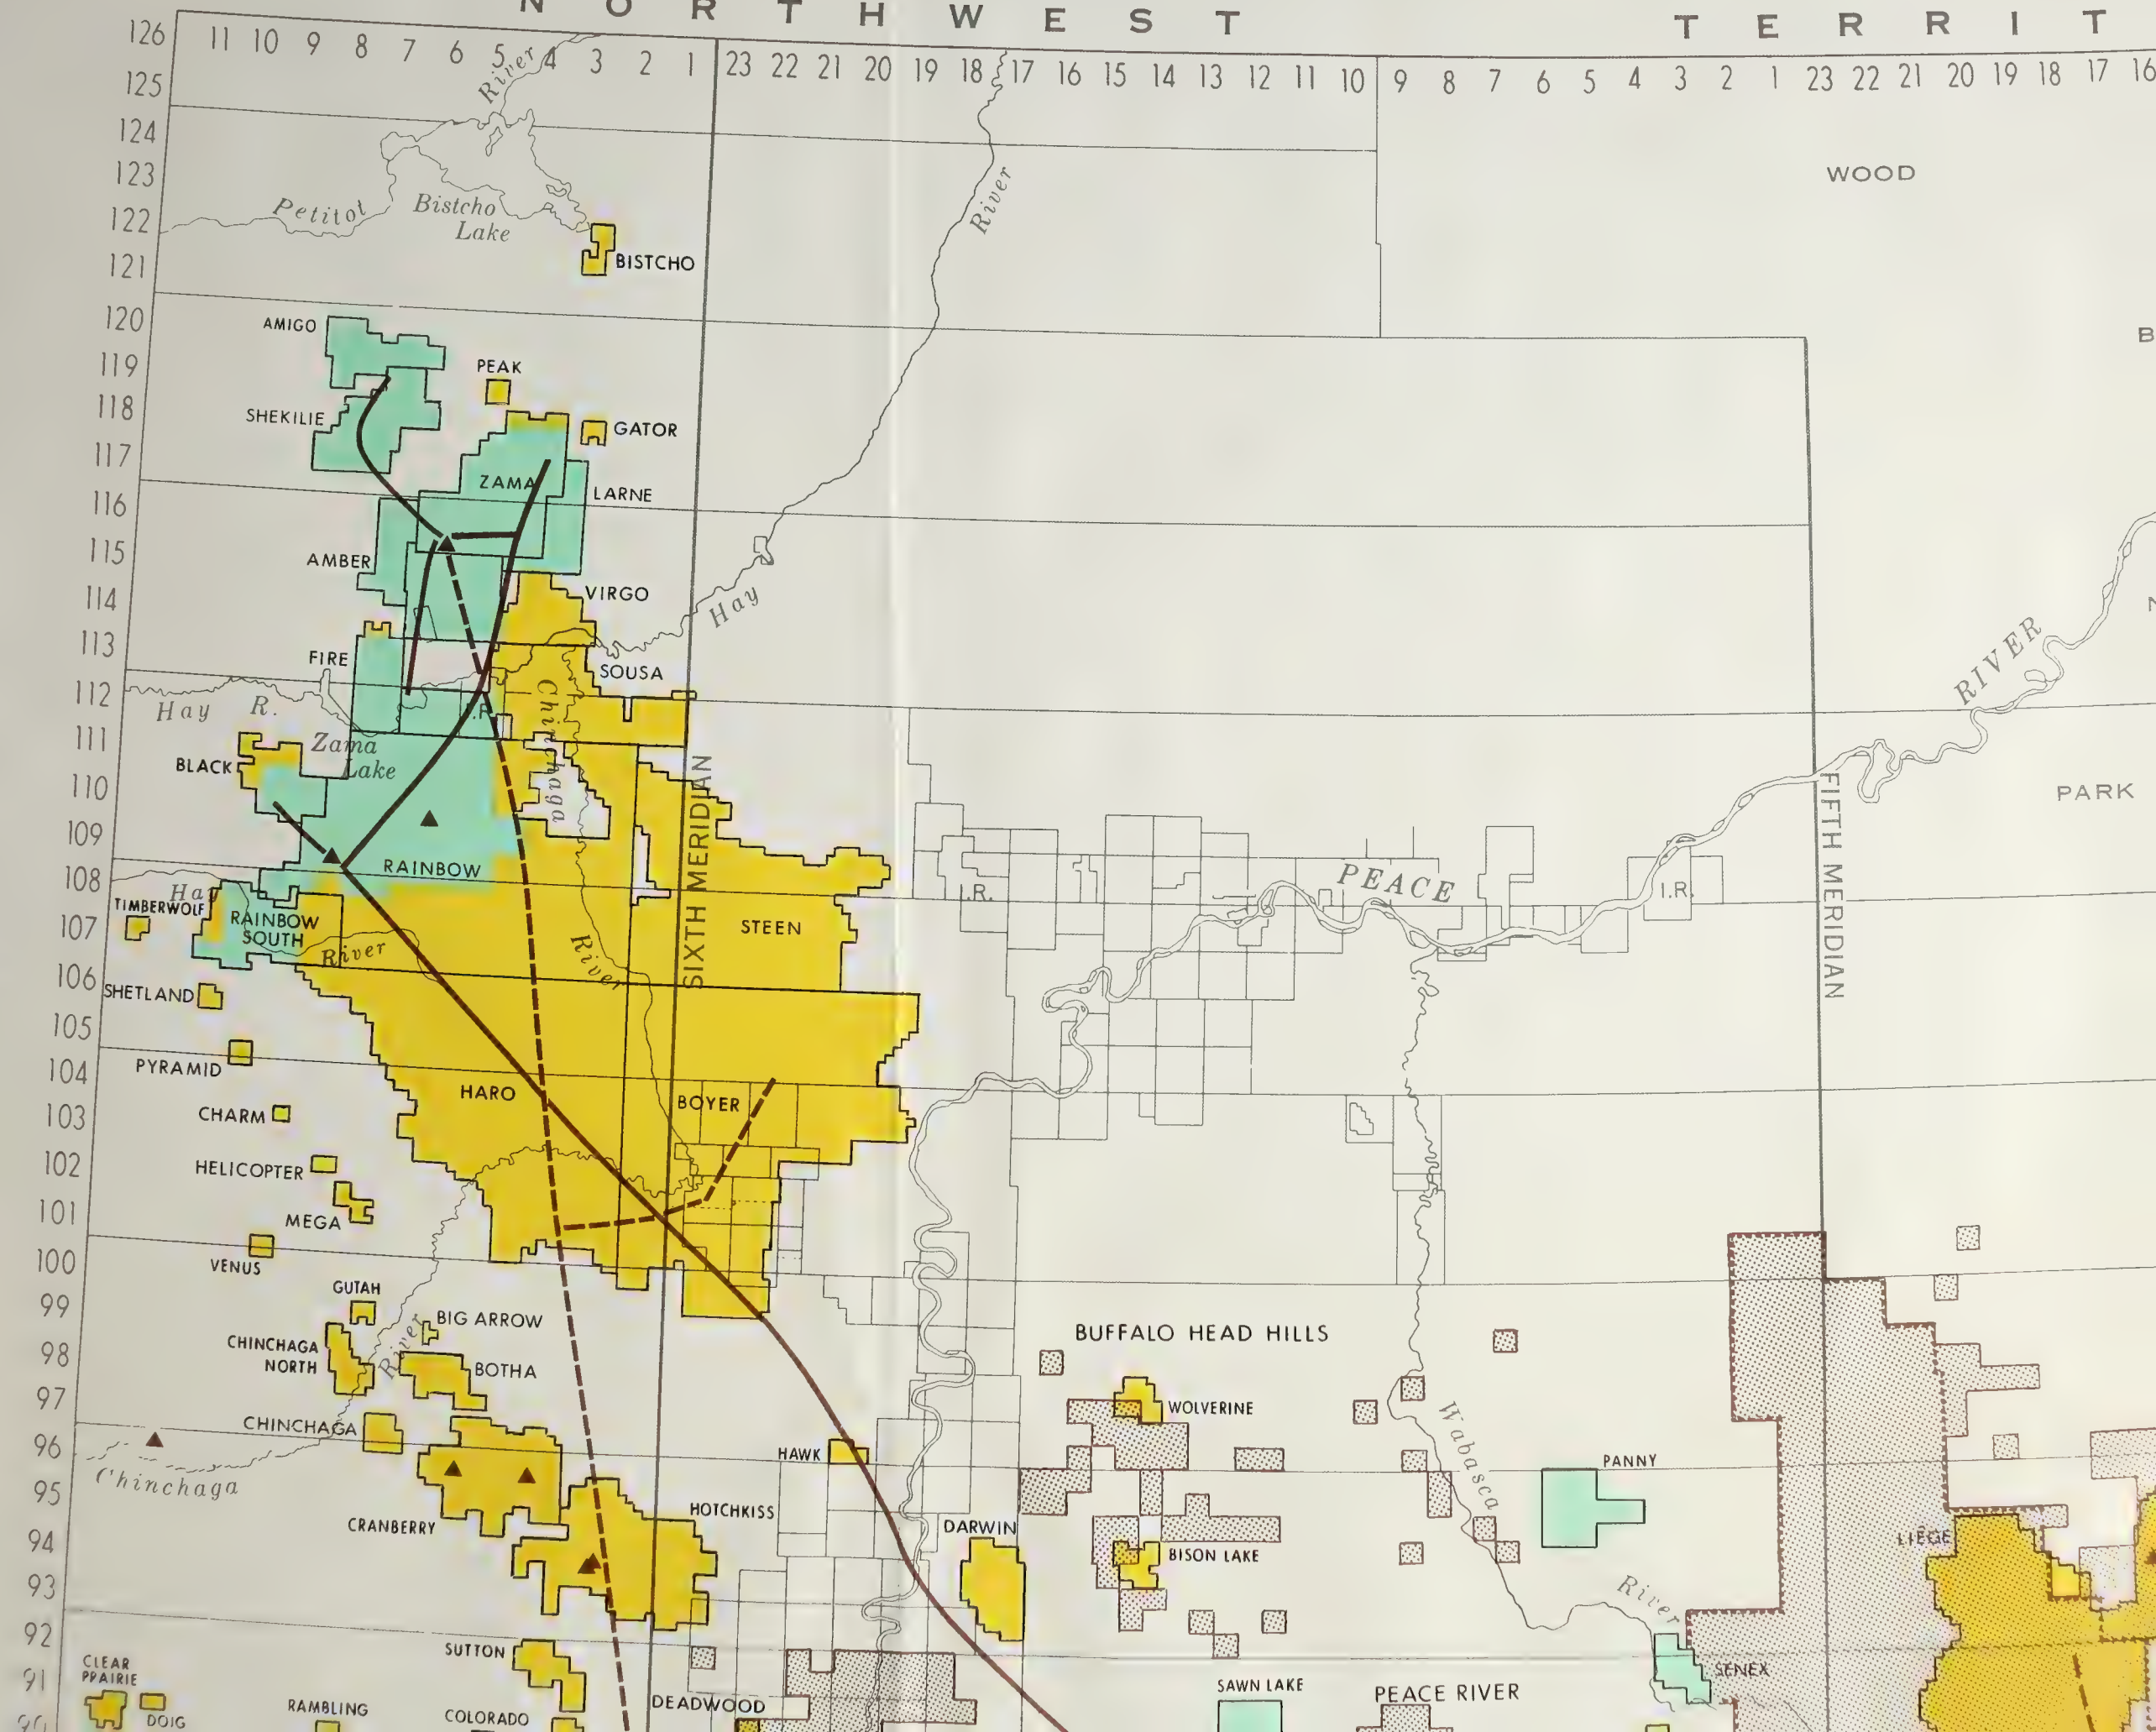 NORTHWEST TERRIT
126
11 10 9 8 7 6 5 4 3 2 1 23 22 21 20 19 18 17 16 15 14 13 12 11 10 9 8 7 6 5 4 3 2 1 23 22 21 20 19 18 17 16
River
125
124
123
WOOD
River
122
Petitot
Bistcho
Lake
121
BISTCHO
120
AMIGO
B
119
PEAK
118
SHEKILIE
GATOR
117
ZAMA
LARNE
116
115
AMBER
114
VIRGO
Hay
113
FIRE
SOUSA
RIVER
112
Hay R.
I.R.
Chinchaga
111
Zama
Lake
BLACK
SIXTH MERIDIAN
FIFTH MERIDIAN
110
PARK
109
RAINBOW
108
Hay
I.R.
PEACE
I.R.
TIMBERWOLF
107
RAINBOW
SOUTH
River
STEEN
River
106
SHETLAND
105
104
PYRAMID
HARO
BOYER
103
CHARM
102
HELICOPTER
101
MEGA
100
VENUS
GUTAH
99
BIG ARROW
BUFFALO HEAD HILLS
98
CHINCHAGA
NORTH
River
BOTHA
97
WOLVERINE
Wabasca
CHINCHAGA
96
HAWK
PANNY
Chinchaga
95
CRANBERRY
HOTCHKISS
94
DARWIN
BISON LAKE
LIEGE
93
River
92
SUTTON
CLEAR
PRAIRIE
91
SENEX
SAWN LAKE
PEACE RIVER
DEADWOOD
90
DOIG
RAMBLING
COLORADO